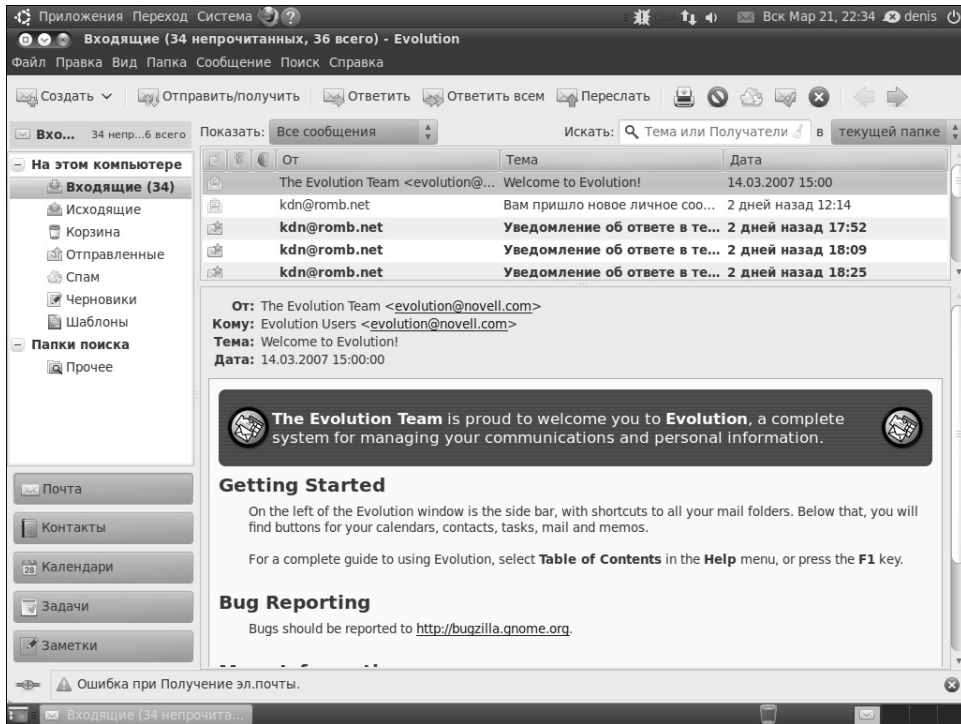 Приложения Переход Система
США Вск Мар 21, 22:34 denis
Входящие (34 непрочитанных, 36 всего) - Evolution
Файл Правка Вид Папка Сообщение Поиск Справка
Создать Отправить/получить Ответить Ответить всем Переслать
Вхо... 34 непр...6 всего Показать: Все сообщения Искать: Тема или Получатели в текущей папке
На этом компьютере
Входящие (34)
Исходящие
Корзина
Отправленные
Спам
Черновики
Шаблоны
Папки поиска
Прочее
Почта
Контакты
28 Календари
Задачи
Заметки
От Тема Дата
The Evolution Team <evolution@... Welcome to Evolution! 14.03.2007 15:00
kdn@romb.net Вам пришло новое личное соо... 2 дней назад 12:14
kdn@romb.net Уведомление об ответе в те... 2 дней назад 17:52
kdn@romb.net Уведомление об ответе в те... 2 дней назад 18:09
kdn@romb.net Уведомление об ответе в те... 2 дней назад 18:25
От: The Evolution Team <evolution@novell.com>
Кому: Evolution Users <evolution@novell.com>
Тема: Welcome to Evolution!
Дата: 14.03.2007 15:00:00
The Evolution Team is proud to welcome you to Evolution, a complete
system for managing your communications and personal information.
Getting Started
On the left of the Evolution window is the side bar, with shortcuts to all your mail folders. Below that, you will
find buttons for your calendars, contacts, tasks, mail and memos.
For a complete guide to using Evolution, select Table of Contents in the Help menu, or press the F1 key.
Bug Reporting
Bugs should be reported to http://bugzilla.gnome.org.
Ошибка при Получение эл.почты.
Входящие (34 непрочита...